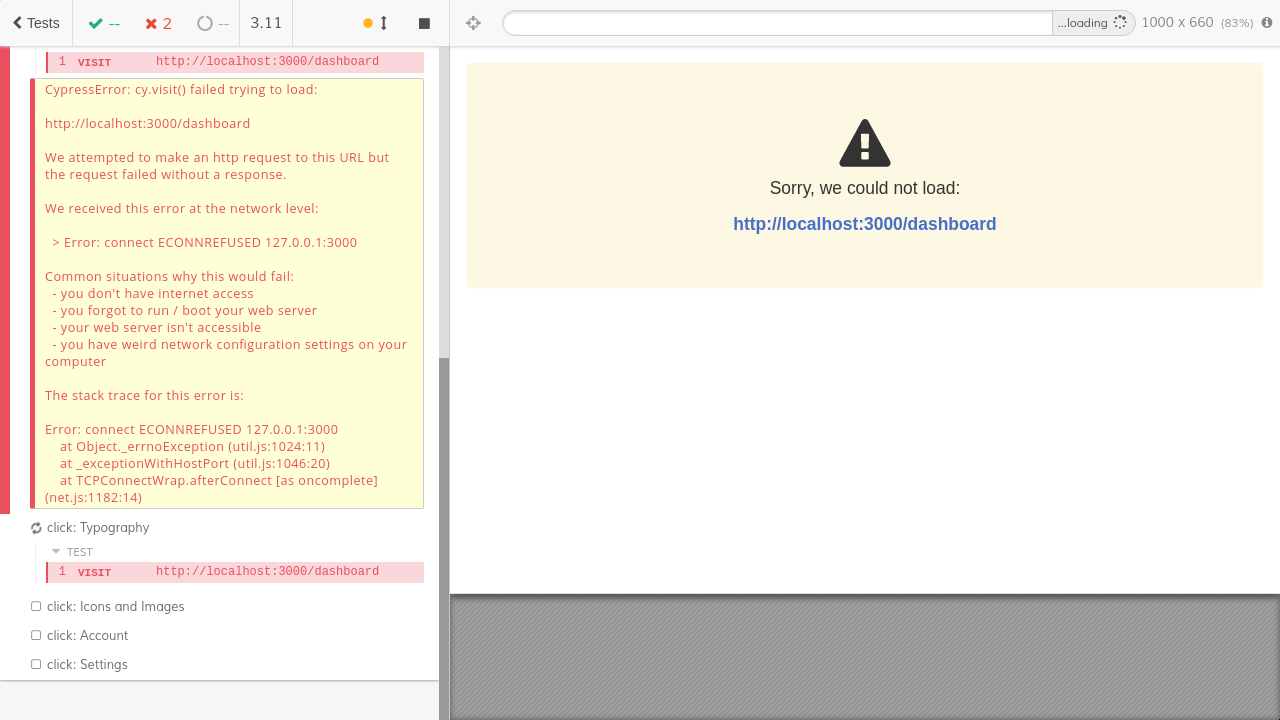 Tests
--
2
--
3.11
...loading
1000 x 660 (83%)
1 VISIT http://localhost:3000/dashboard
CypressError: cy.visit() failed trying to load:
http://localhost:3000/dashboard
We attempted to make an http request to this URL but
the request failed without a response.
We received this error at the network level:
> Error: connect ECONNREFUSED 127.0.0.1:3000
Common situations why this would fail:
- you don't have internet access
- you forgot to run / boot your web server
- your web server isn't accessible
- you have weird network configuration settings on your
computer
The stack trace for this error is:
Error: connect ECONNREFUSED 127.0.0.1:3000
at Object._errnoException (util.js:1024:11)
at _exceptionWithHostPort (util.js:1046:20)
at TCPConnectWrap.afterConnect [as oncomplete]
(net.js:1182:14)
click: Typography
TEST
1 VISIT http://localhost:3000/dashboard
click: Icons and Images
click: Account
click: Settings
Sorry, we could not load:
http://localhost:3000/dashboard